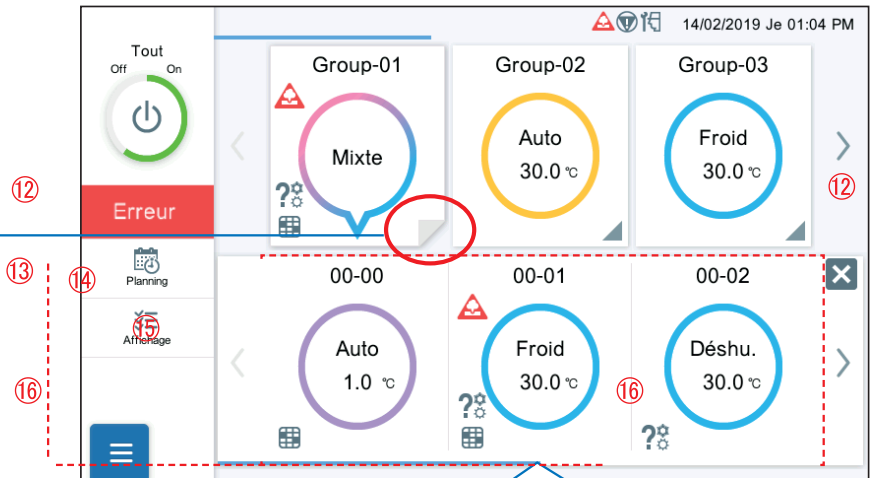 14/02/2019 Je 01:04 PM
Tout
Off
On
Group-01
Group-02
Group-03
Mixte
Auto
30.0 ℃
Froid
30.0 ℃
⑫
⑫
Erreur
?
⑬
⑭
Planning
⑮
Affichage
00-00
00-01
00-02
Auto
1.0 ℃
Froid
30.0 ℃
Déshu.
30.0 ℃
⑯
⑯
?
?